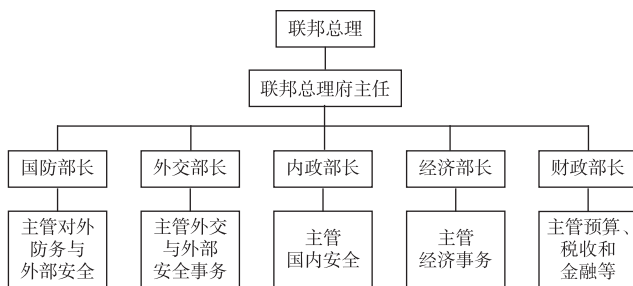 联邦总理
联邦总理府主任
国防部长
外交部长
内政部长
经济部长
财政部长
主管对外
防务与
外部安全
主管外交
与外部
安全事务
主管
国内安全
主管
经济事务
主管预算、
税收和
金融等